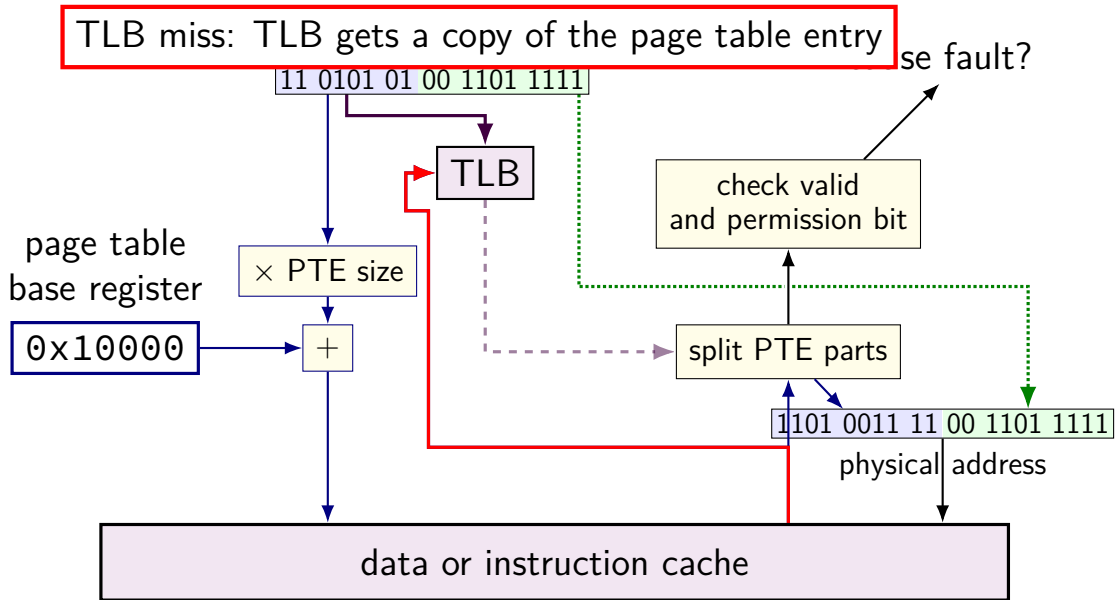 TLB miss: TLB gets a copy of the page table entry
fault?
11 0101 01 00 1101 1111
TLB
check valid
and permission bit
page table
base register
× PTE size
0x10000
+
split PTE parts
1101 0011 11 00 1101 1111
physical address
data or instruction cache